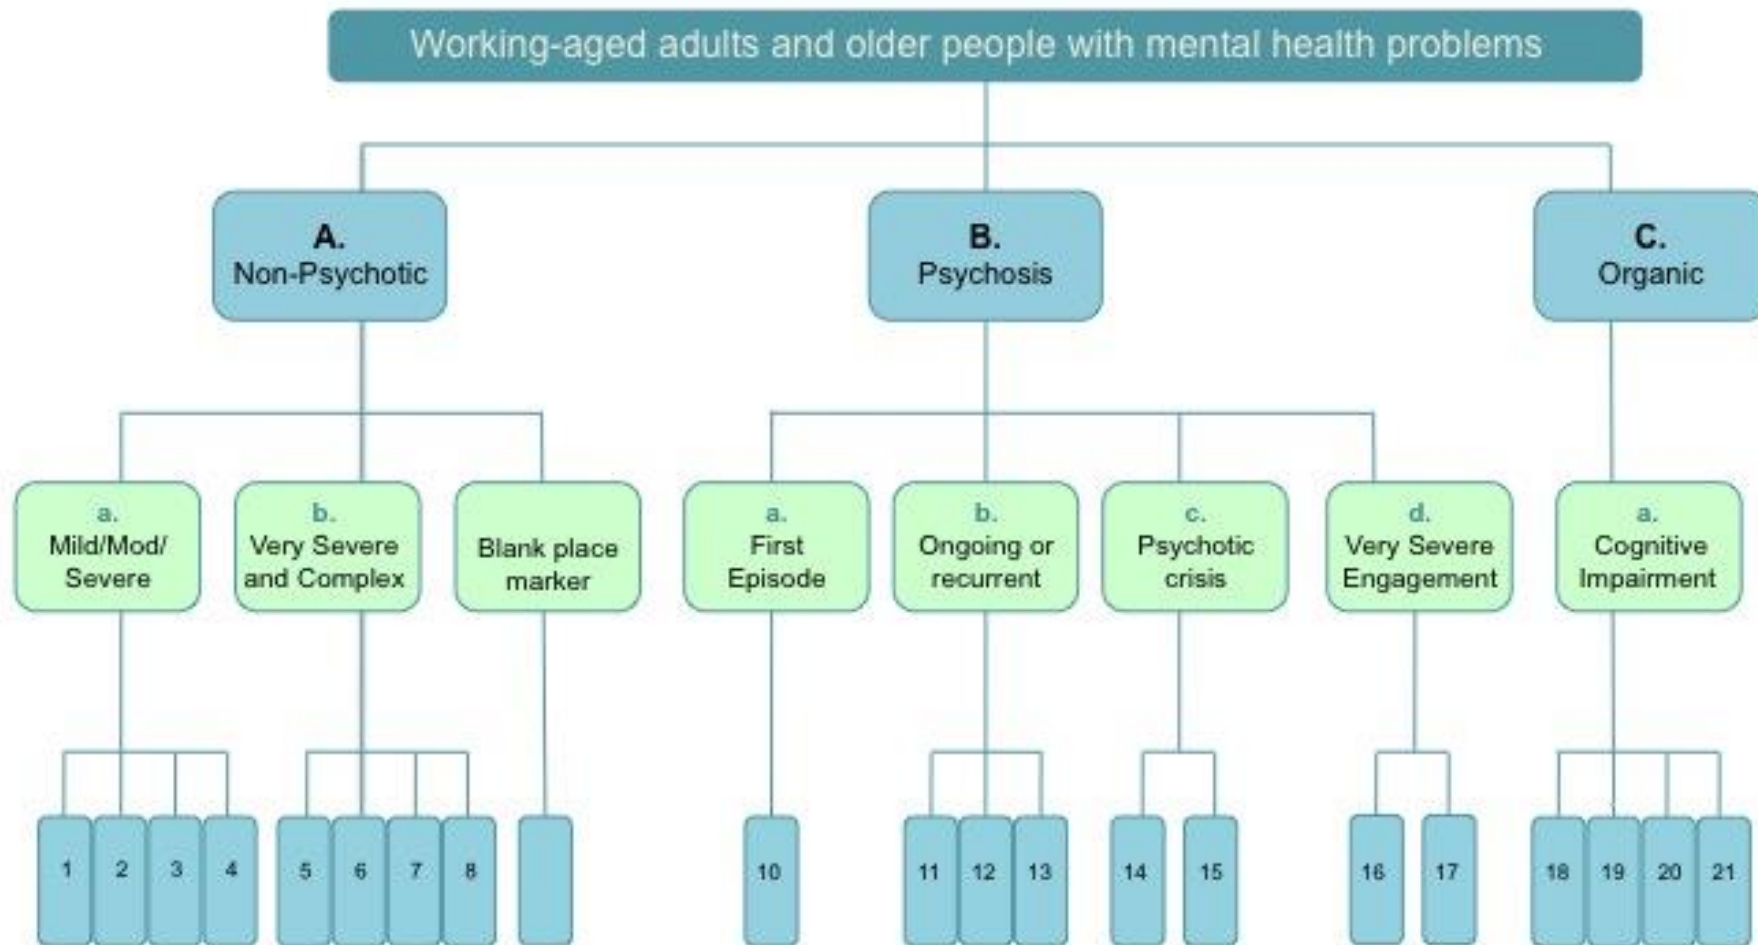 Working-aged adults and older people with mental health problems
A.
Non-Psychotic
B.
Psychosis
C.
Organic
a.
Mild/Mod/
Severe
b.
Very Severe
and Complex
Blank place
marker
a.
First
Episode
b.
Ongoing or
recurrent
c.
Psychotic
crisis
d.
Very Severe
Engagement
a.
Cognitive
Impairment
1
2
3
4
5
6
7
8
10
11
12
13
14
15
16
17
18
19
20
21